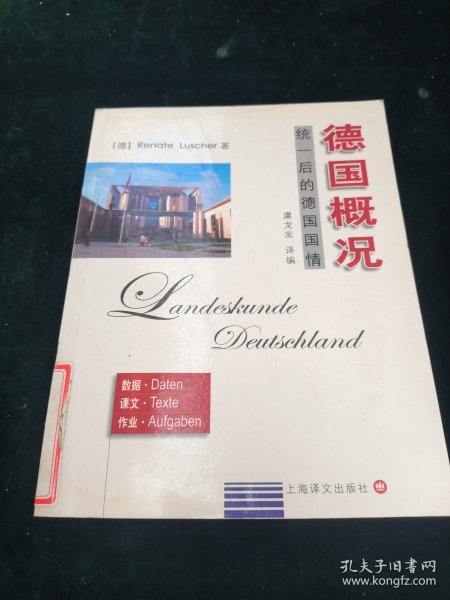 [德] Renate Luscher 著
德国概况
统一后的德国国情
虞龙发 译编
Landeskunde
Deutschland
数据·Daten
课文·Texte
作业·Aufgaben
上海译文出版社
孔夫子旧书网
www.kongfz.com